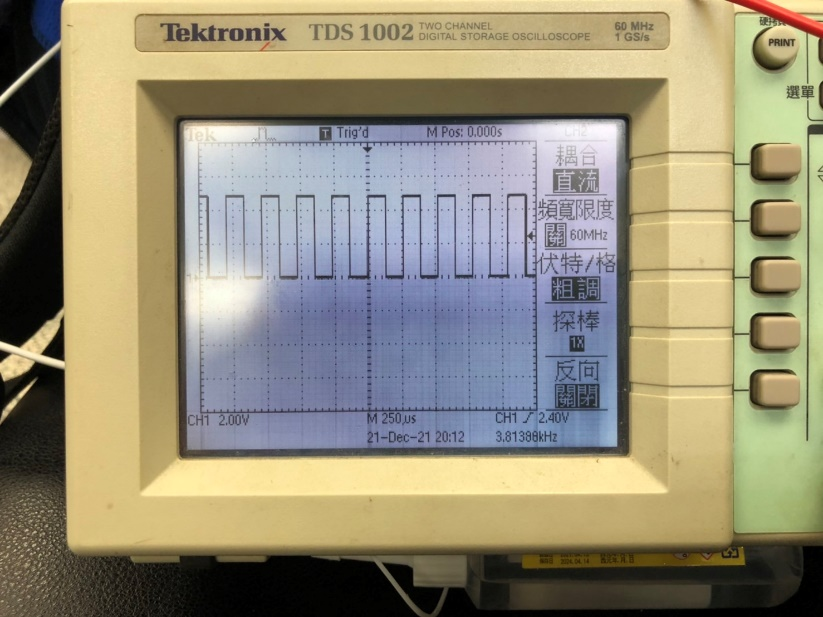 Tektronix TDS 1002 TWO CHANNEL DIGITAL STORAGE OSCILLOSCOPE 60 MHz 1 GS/s
PRINT
選單
Tek T Trig'd M Pos: 0.000s CH2
耦合
直流
頻寬限度
關 60MHz
伏特/格
粗調
探棒
1X
反向
關閉
CH1 2.00V M 250µs CH1 2.40V
21-Dec-21 20:12 3.81388kHz